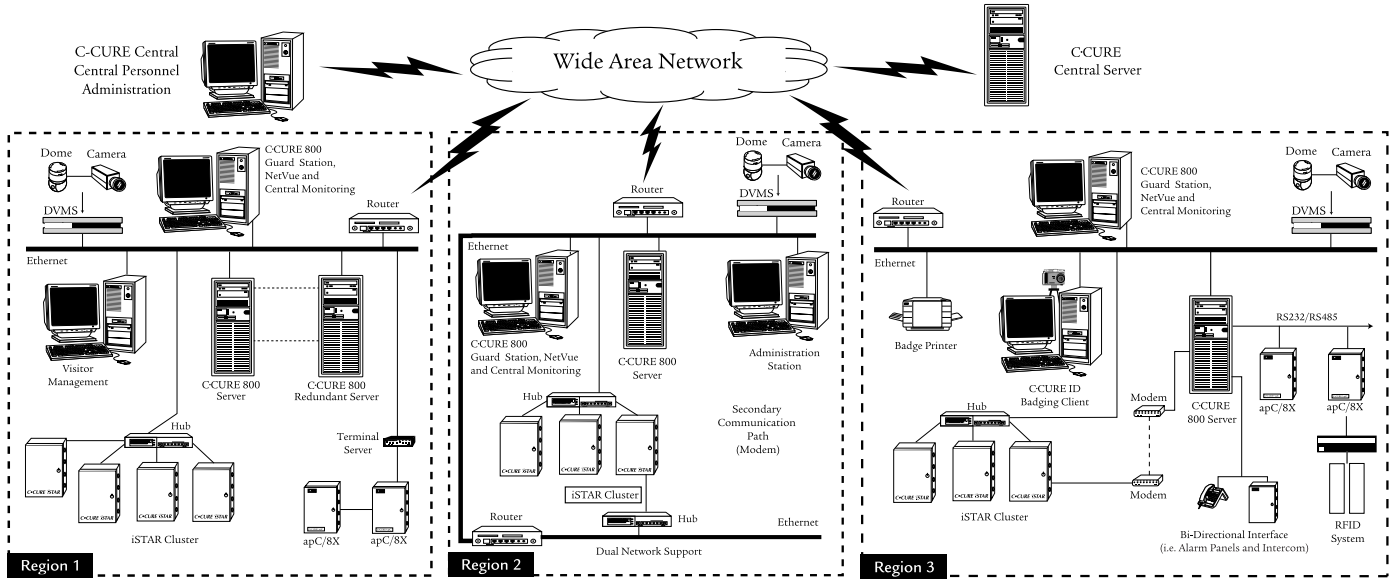 C-CURE Central
Central Personnel
Administration
Wide Area Network
C•CURE
Central Server
Dome
Camera
DVMS
C•CURE 800
Guard Station,
NetVue and
Central Monitoring
Router
Ethernet
Visitor
Management
C•CURE 800
Server
C•CURE 800
Redundant Server
Hub
Terminal
Server
C•CURE iSTAR
C•CURE iSTAR
C•CURE iSTAR
C•CURE iSTAR
iSTAR Cluster
apC/8X
apC/8X
Region 1
Router
Dome
Camera
DVMS
Ethernet
C•CURE 800
Guard Station, NetVue
and Central Monitoring
C•CURE 800
Server
Administration
Station
Hub
Secondary
Communication
Path
(Modem)
C•CURE iSTAR
C•CURE iSTAR
C•CURE iSTAR
iSTAR Cluster
Router
Hub
Ethernet
Dual Network Support
Region 2
Router
C•CURE 800
Guard Station,
NetVue and
Central Monitoring
Dome
Camera
DVMS
Ethernet
Badge Printer
C•CURE ID
Badging Client
RS232/RS485
Modem
C•CURE
800 Server
apC/8X
apC/8X
Hub
C•CURE iSTAR
C•CURE iSTAR
C•CURE iSTAR
iSTAR Cluster
Modem
Bi-Directional Interface
(i.e. Alarm Panels and Intercom)
RFID
System
Region 3